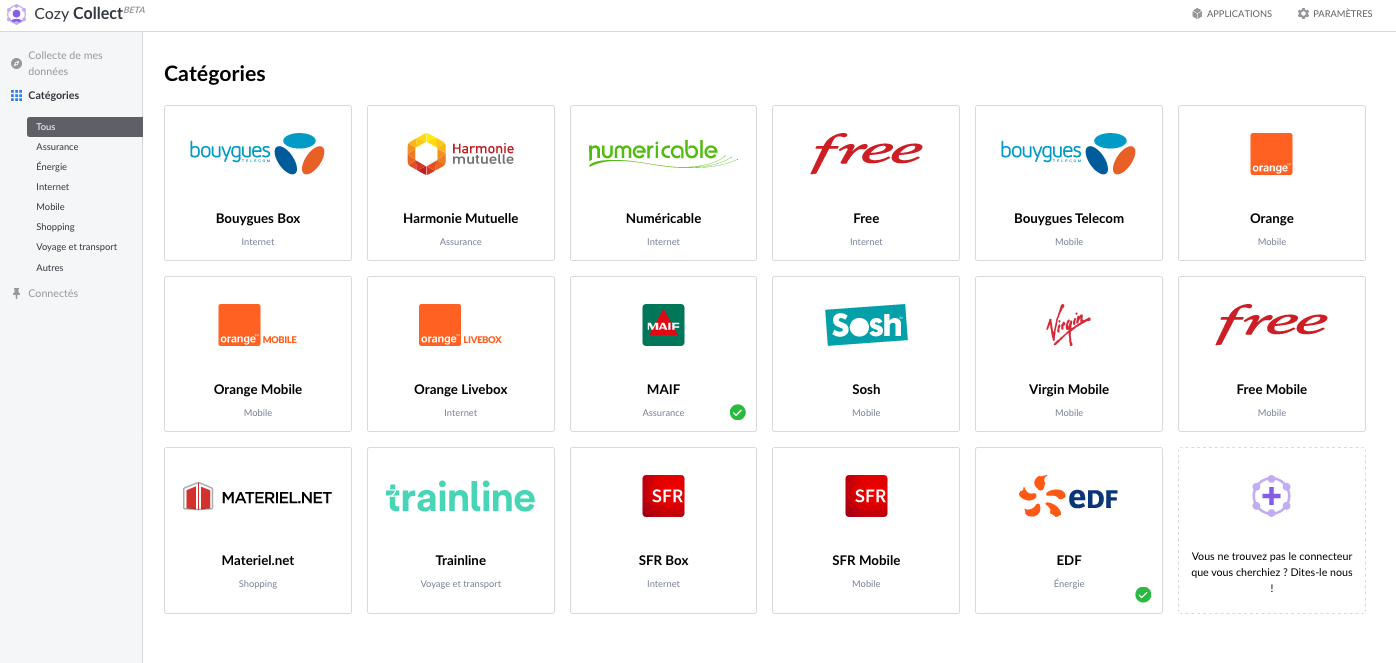 Cozy Collect BETA
APPLICATIONS
PARAMÈTRES
Collecte de mes
données
Catégories
Tous
Assurance
Énergie
Internet
Mobile
Shopping
Voyage et transport
Autres
Connectés
Catégories
bouygues
TELECOM
Bouygues Box
Internet
Harmonie
mutuelle
Harmonie Mutuelle
Assurance
numericable
Numéricable
Internet
free
Free
Internet
bouygues
TELECOM
Bouygues Telecom
Mobile
orange™
Orange
Mobile
orange™ MOBILE
Orange Mobile
Mobile
orange™ LIVEBOX
Orange Livebox
Internet
MAIF
MAIF
Assurance
Sosh
Sosh
Mobile
Virgin
Virgin Mobile
Mobile
free
Free Mobile
Mobile
MATERIEL.NET
Materiel.net
Shopping
trainline
Trainline
Voyage et transport
SFR
SFR Box
Internet
SFR
SFR Mobile
Mobile
eDF
EDF
Énergie
Vous ne trouvez pas le connecteur
que vous cherchiez ? Dites-le nous
!